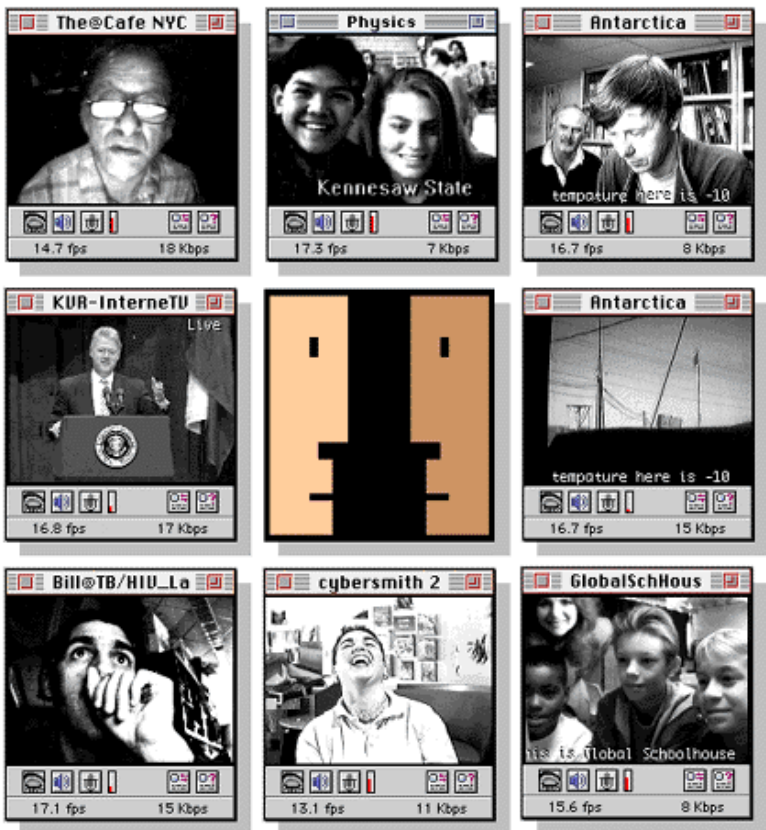 The@Cafe NYC
Physics
Antarctica
Kennesaw State
tempature here is -10
14.7 fps 18 Kbps
17.3 fps 7 Kbps
16.7 fps 8 Kbps
KVR-InterneTV
Antarctica
Live
tempature here is -10
16.8 fps 17 Kbps
16.7 fps 15 Kbps
Bill@TB/HIV_La
cybersmith 2
GlobalSchHous
his is Global Schoolhouse
17.1 fps 15 Kbps
13.1 fps 11 Kbps
15.6 fps 8 Kbps